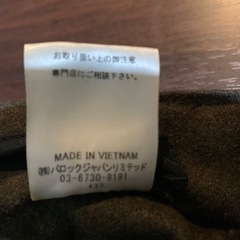 お取り扱い上の御注意
専門店にご相談下さい。
MADE IN VIETNAM
(株)バロックジャパンリミテッド
03-6730-9191